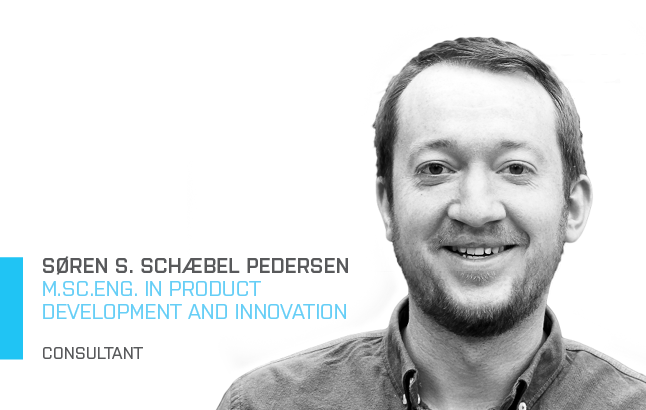 SØREN S. SCHÆBEL PEDERSEN
M.SC.ENG. IN PRODUCT
DEVELOPMENT AND INNOVATION
CONSULTANT